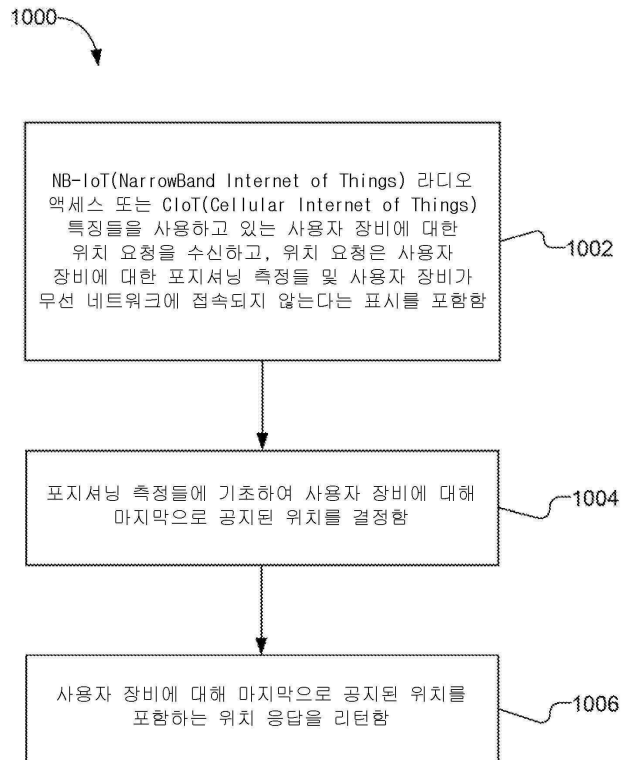 1000
NB-IoT(NarrowBand Internet of Things) 라디오
액세스 또는 CIoT(Cellular Internet of Things)
특징들을 사용하고 있는 사용자 장비에 대한
위치 요청을 수신하고, 위치 요청은 사용자
장비에 대한 포지셔닝 측정들 및 사용자 장비가
무선 네트워크에 접속되지 않는다는 표시를 포함함
1002
포지셔닝 측정들에 기초하여 사용자 장비에 대해
마지막으로 공지된 위치를 결정함
1004
사용자 장비에 대해 마지막으로 공지된 위치를
포함하는 위치 응답을 리턴함
1006